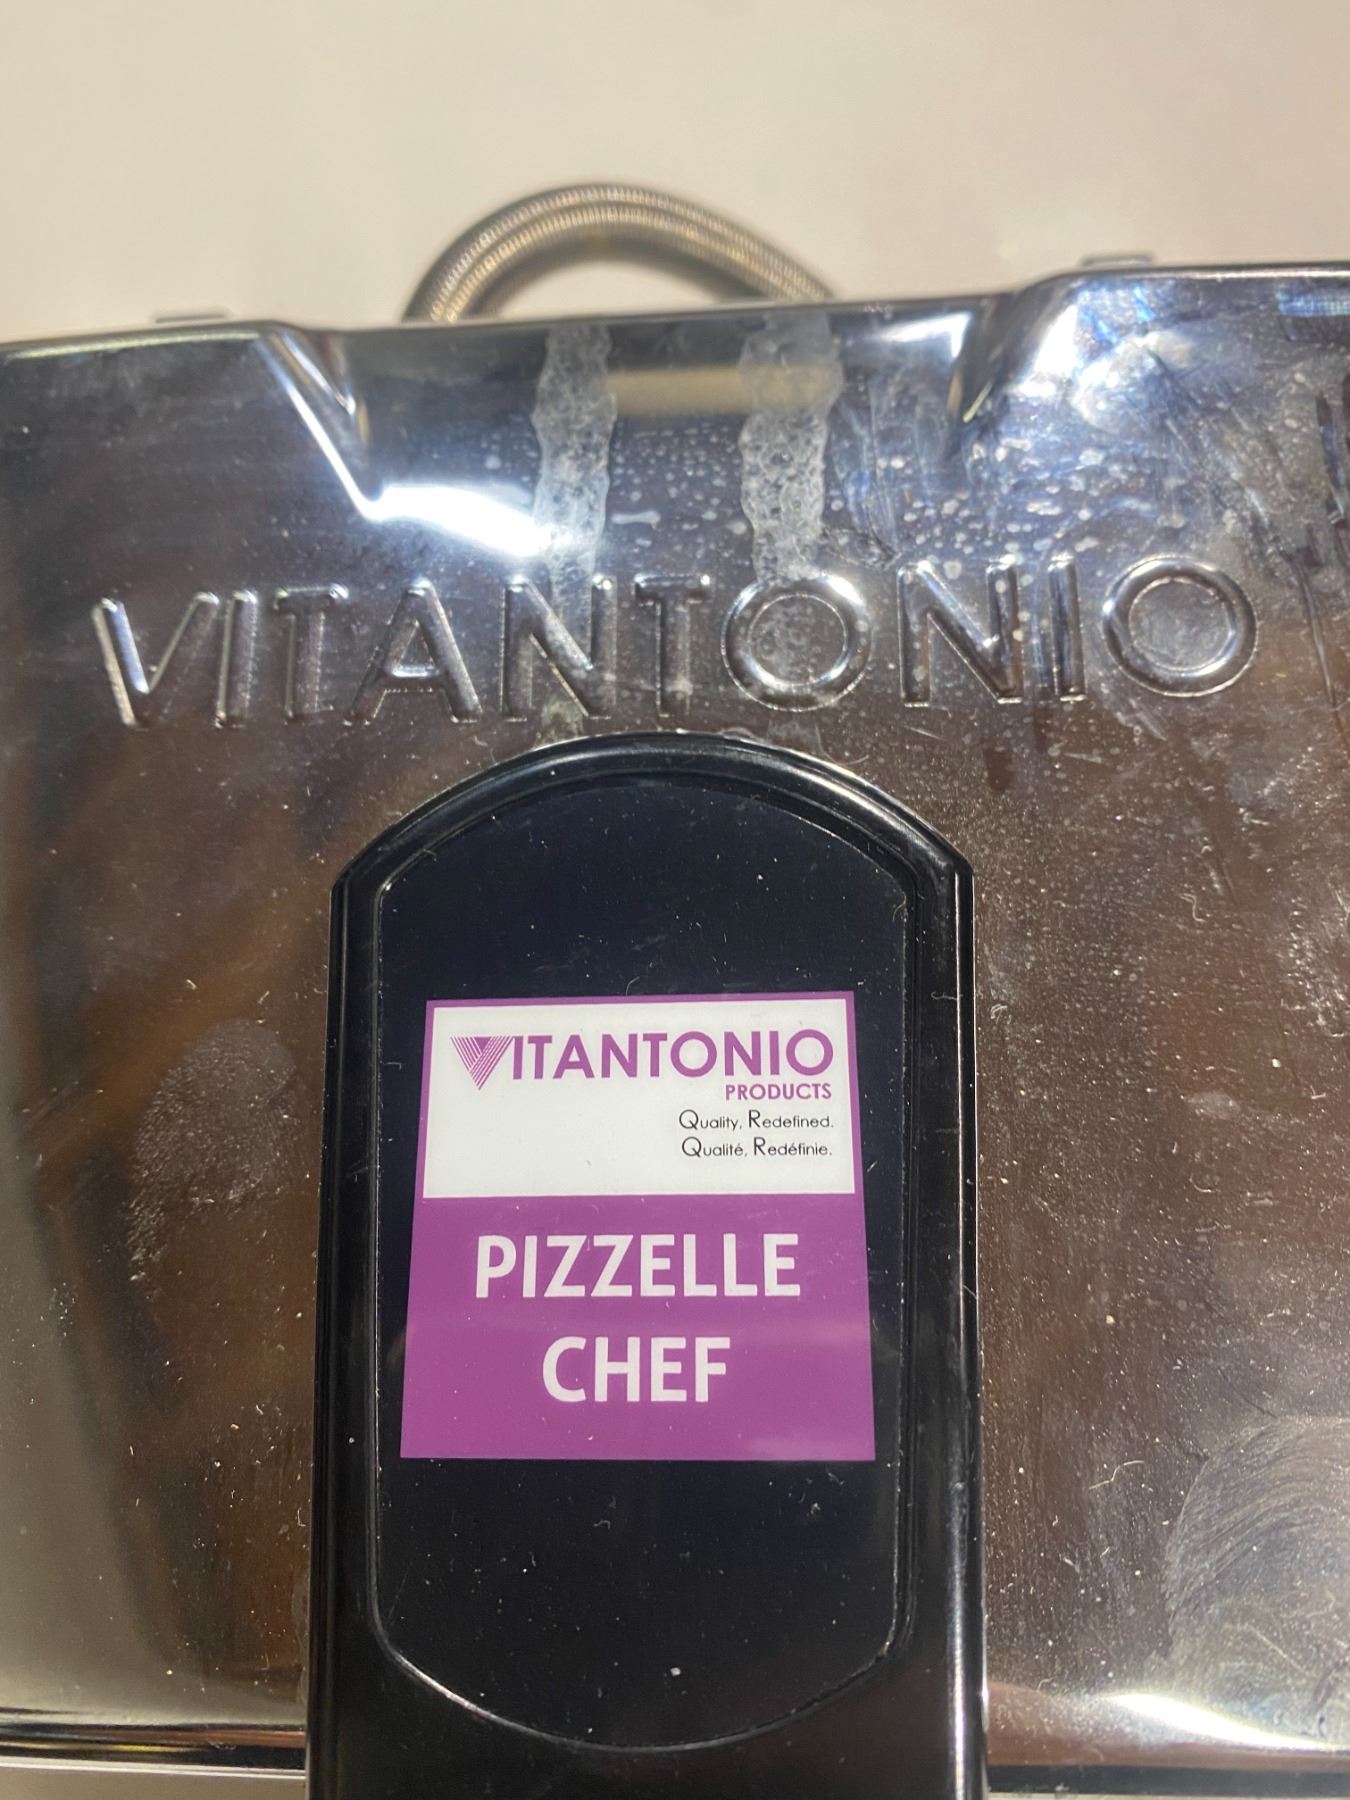 VITANTONIO
VITANTONIO
PRODUCTS
Quality, Redefined.
Qualité, Redéfinie.
PIZZELLE
CHEF